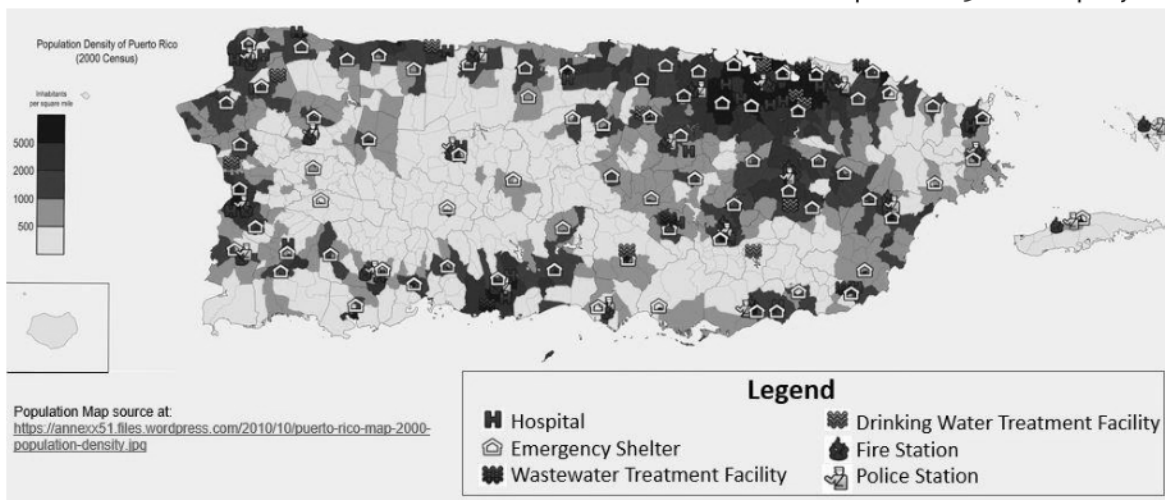 Population Density of Puerto Rico
(2000 Census)
Inhabitants
per square mile
5000
2000
1000
500
Population Map source at:
https://annexx51.files.wordpress.com/2010/10/puerto-rico-map-2000-
population-density.jpg
Legend
Hospital
Emergency Shelter
Wastewater Treatment Facility
Drinking Water Treatment Facility
Fire Station
Police Station